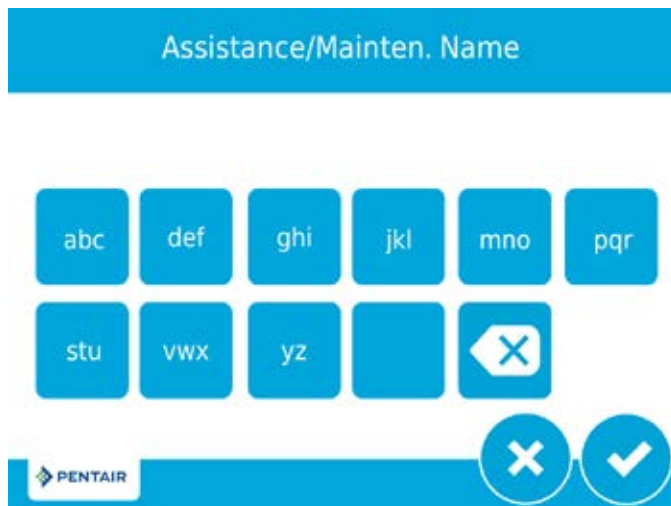 Assistance/Mainten. Name
abc def ghi jkl mno pqr
stu vwx yz
PENTAIR